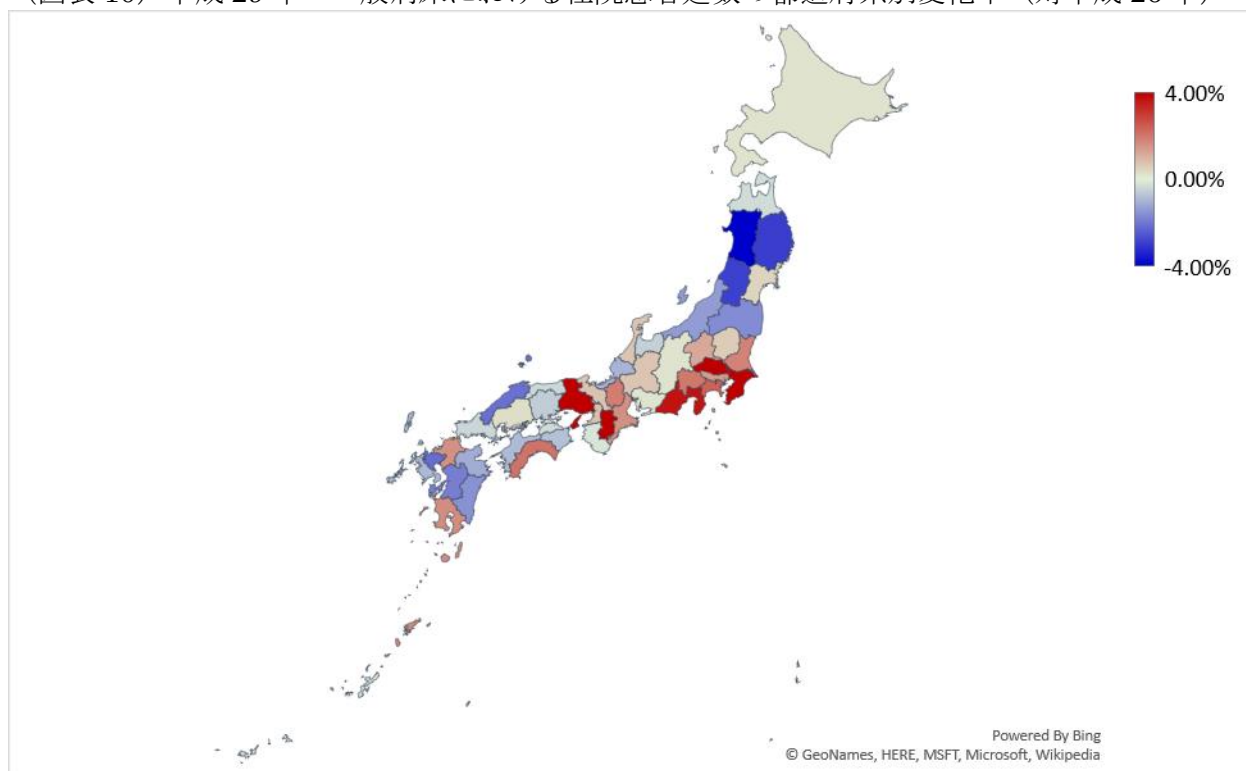 一般病床における在院患者延数の都道府県別変化率
4.00%
0.00%
-4.00%
Powered By Bing
© GeoNames, HERE, MSFT, Microsoft, Wikipedia